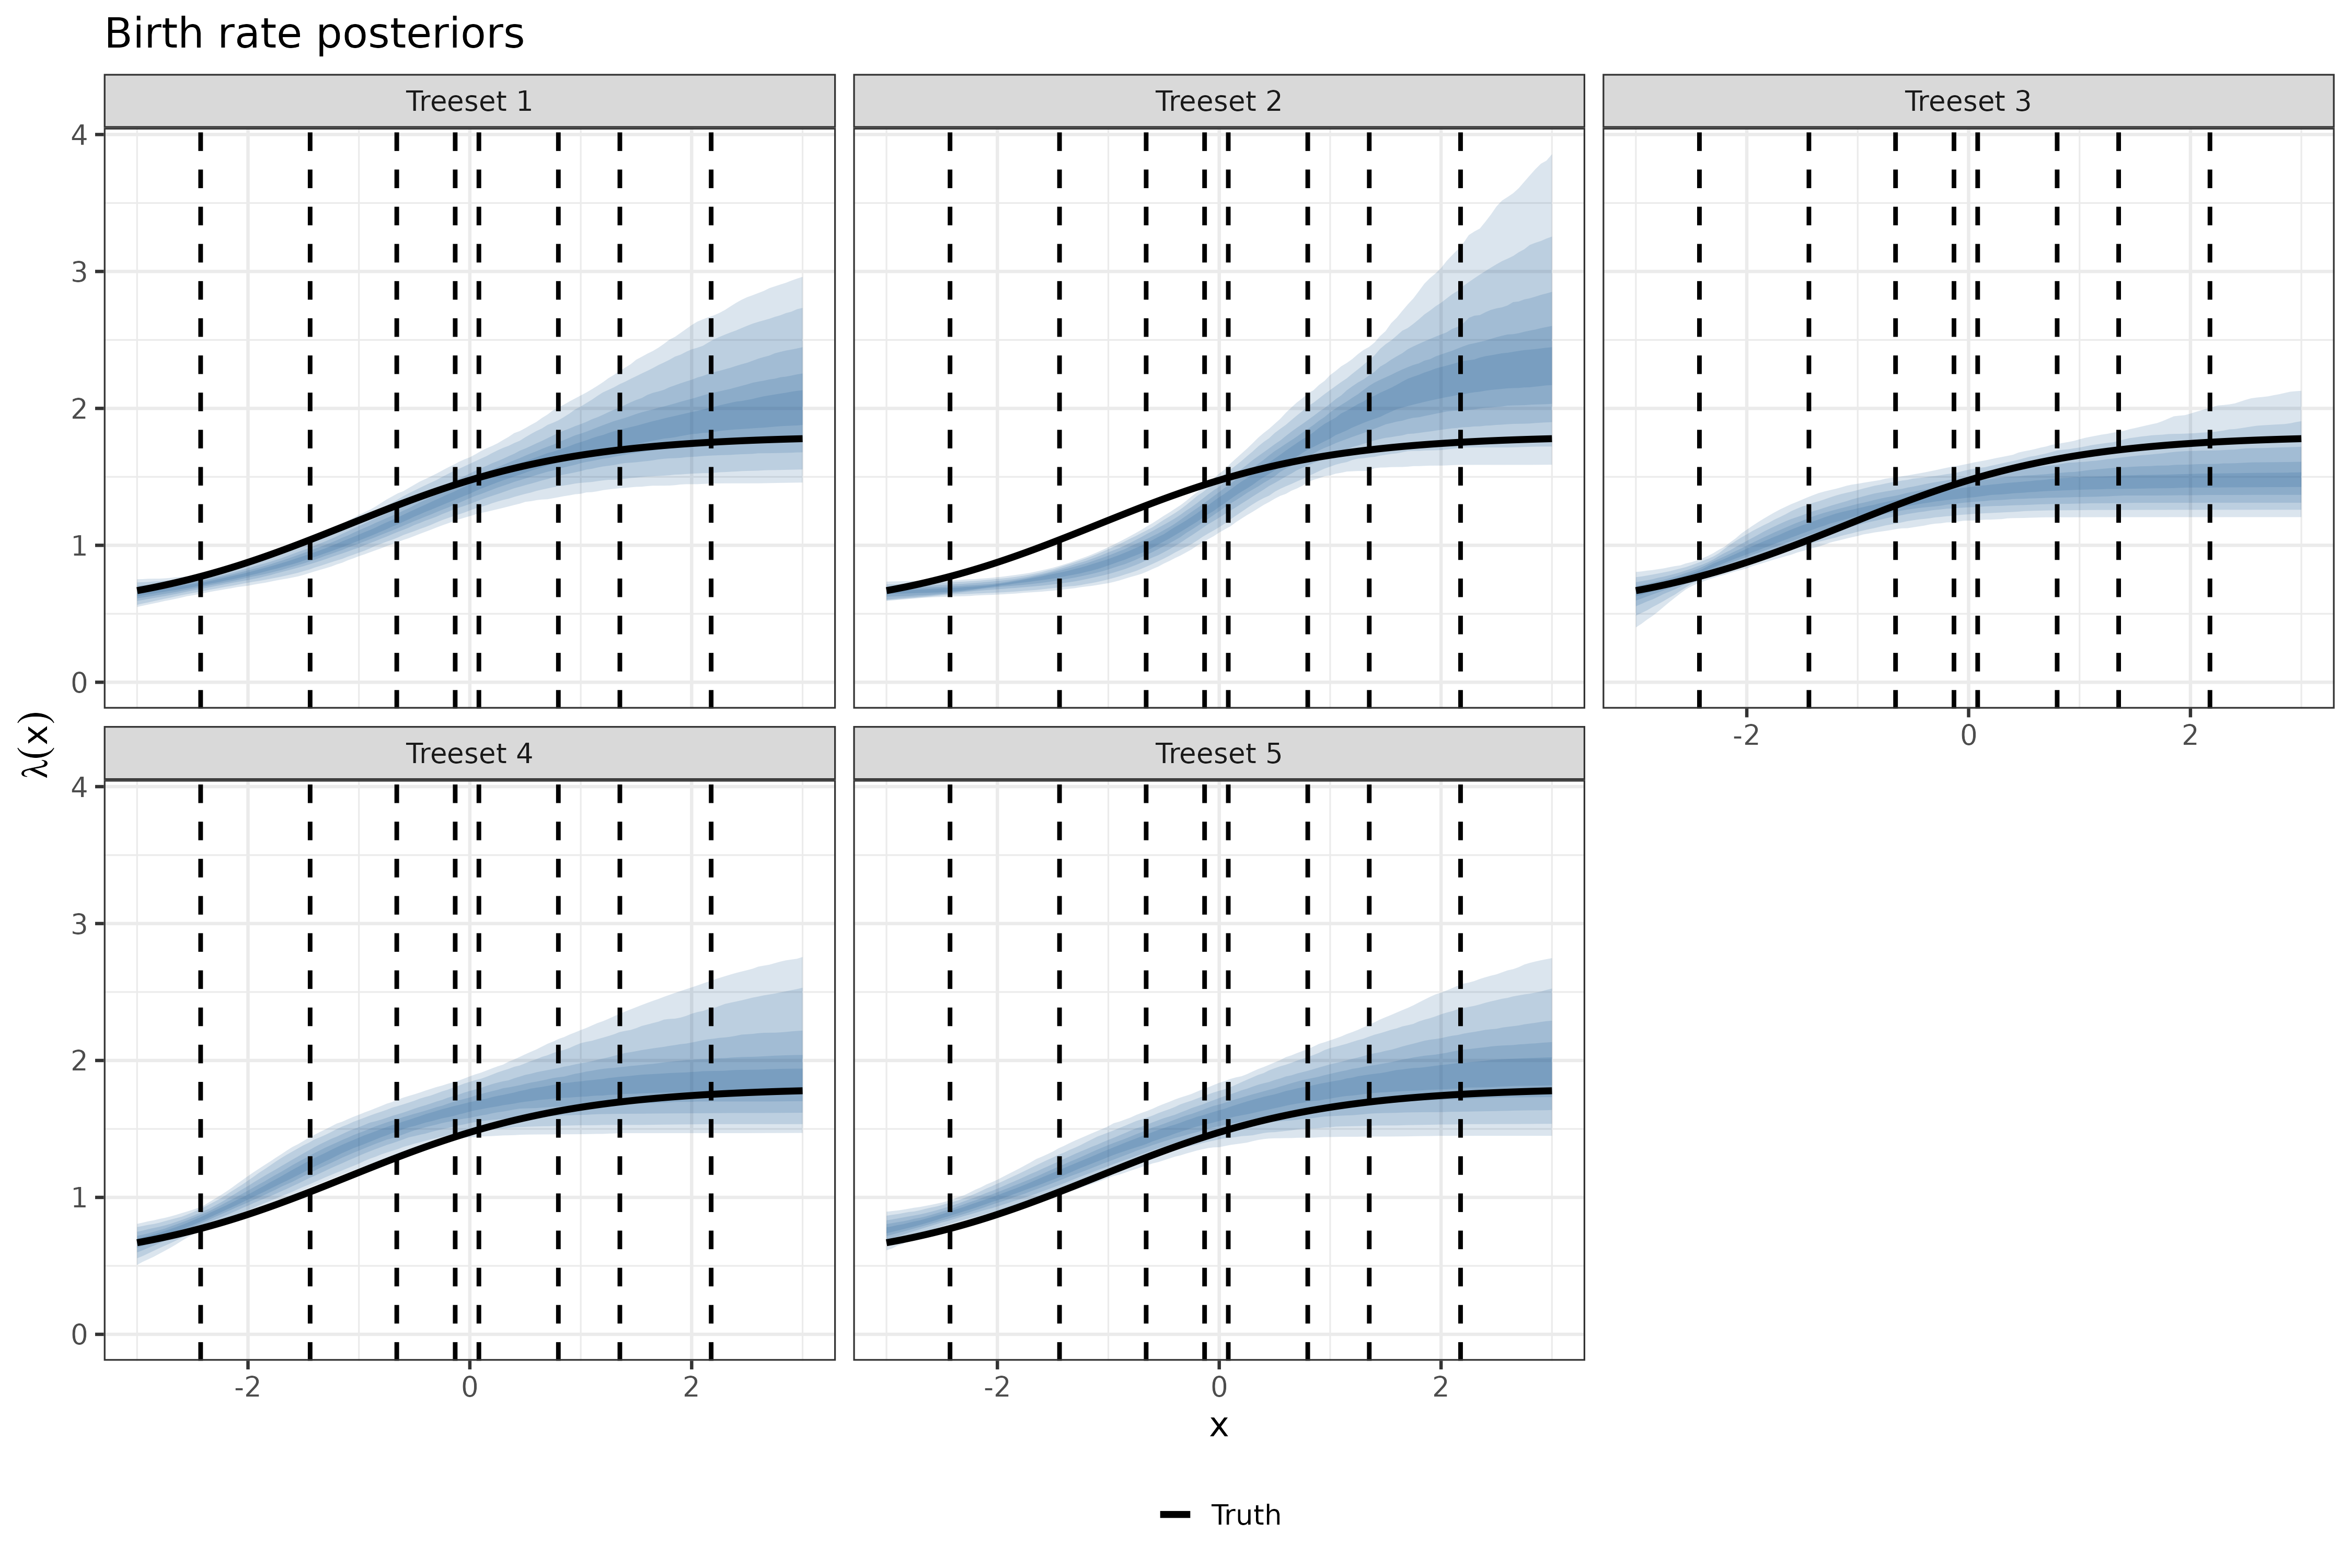 Birth rate posteriors
Treeset 1
Treeset 2
Treeset 3
4
3
2
1
0
-2
0
2
λ(x)
Treeset 4
Treeset 5
4
3
2
1
0
-2
0
2
-2
0
2
x
Truth